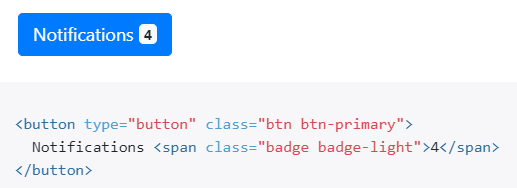 Notifications 4
<button type="button" class="btn btn-primary">
  Notifications <span class="badge badge-light">4</span>
</button>